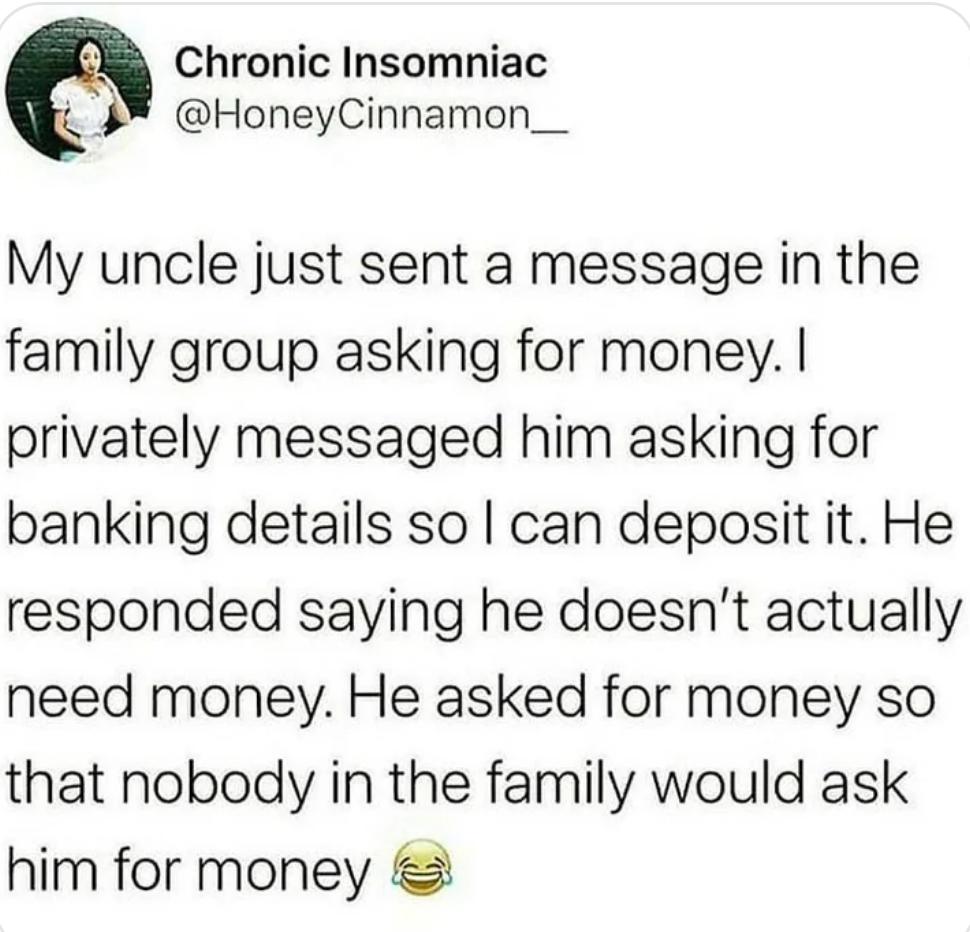 Chronic Insomniac
@HoneyCinnamon__
My uncle just sent a message in the
family group asking for money. I
privately messaged him asking for
banking details so I can deposit it. He
responded saying he doesn't actually
need money. He asked for money so
that nobody in the family would ask
him for money 😂